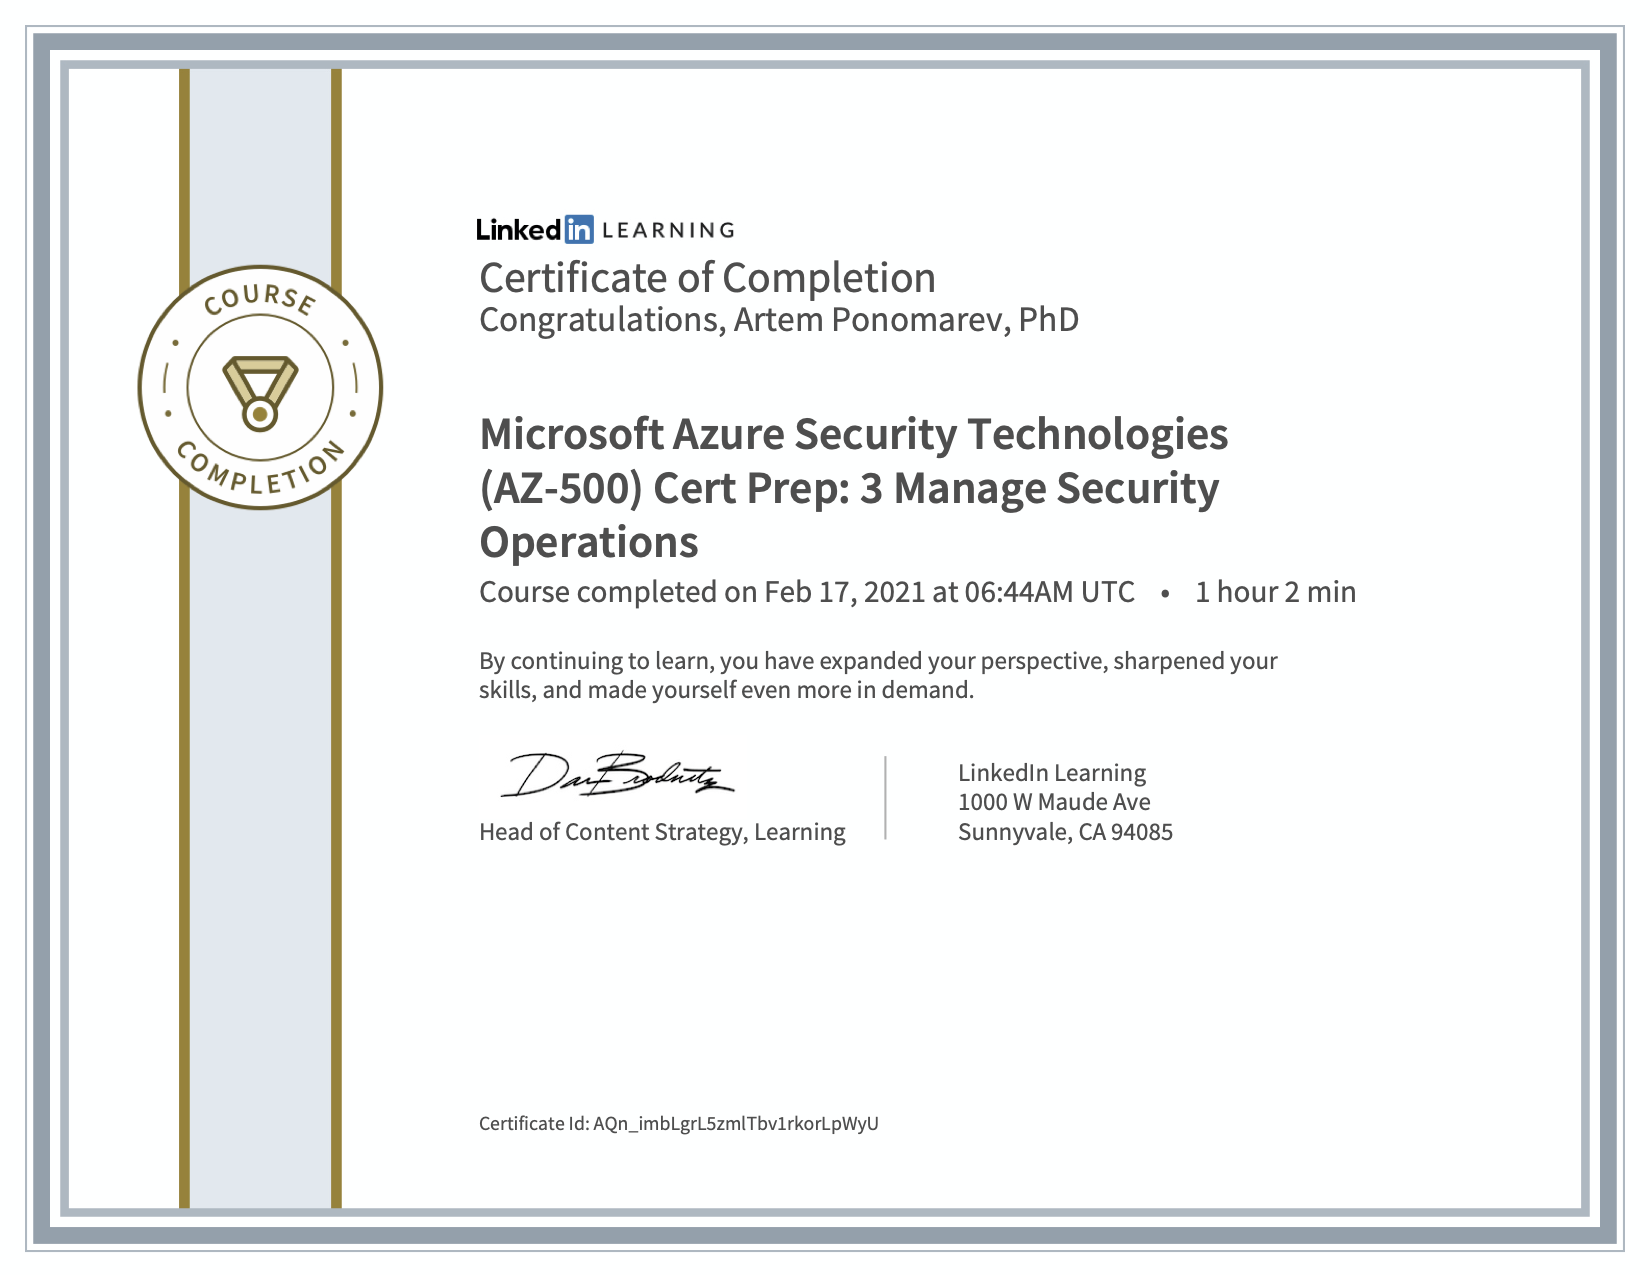 LinkedIn LEARNING
Certificate of Completion
Congratulations, Artem Ponomarev, PhD
COURSE
COMPLETION
Microsoft Azure Security Technologies
(AZ-500) Cert Prep: 3 Manage Security
Operations
Course completed on Feb 17, 2021 at 06:44AM UTC • 1 hour 2 min
By continuing to learn, you have expanded your perspective, sharpened your
skills, and made yourself even more in demand.
Dan Brodnitz
Head of Content Strategy, Learning
LinkedIn Learning
1000 W Maude Ave
Sunnyvale, CA 94085
Certificate Id: AQn_imbLgrL5zmlTbv1rkorLpWyU